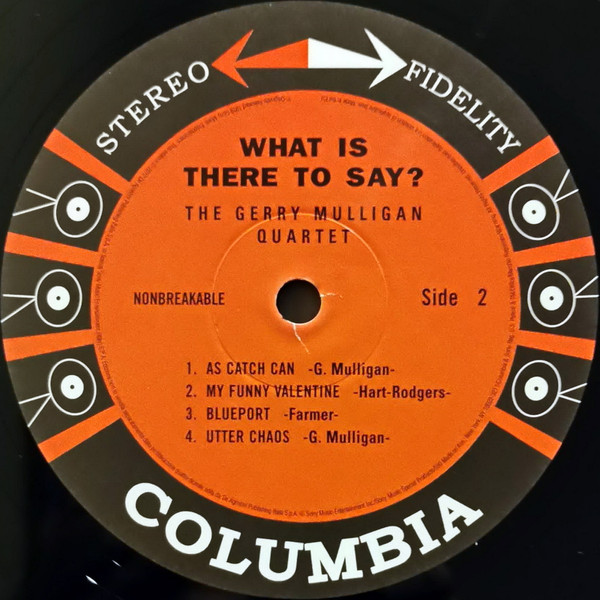 STEREO FIDELITY
WHAT IS
THERE TO SAY?
THE GERRY MULLIGAN
QUARTET
NONBREAKABLE
Side 2
1. AS CATCH CAN -G. Mulligan-
2. MY FUNNY VALENTINE -Hart-Rodgers-
3. BLUEPORT -Farmer-
4. UTTER CHAOS -G. Mulligan-
COLUMBIA